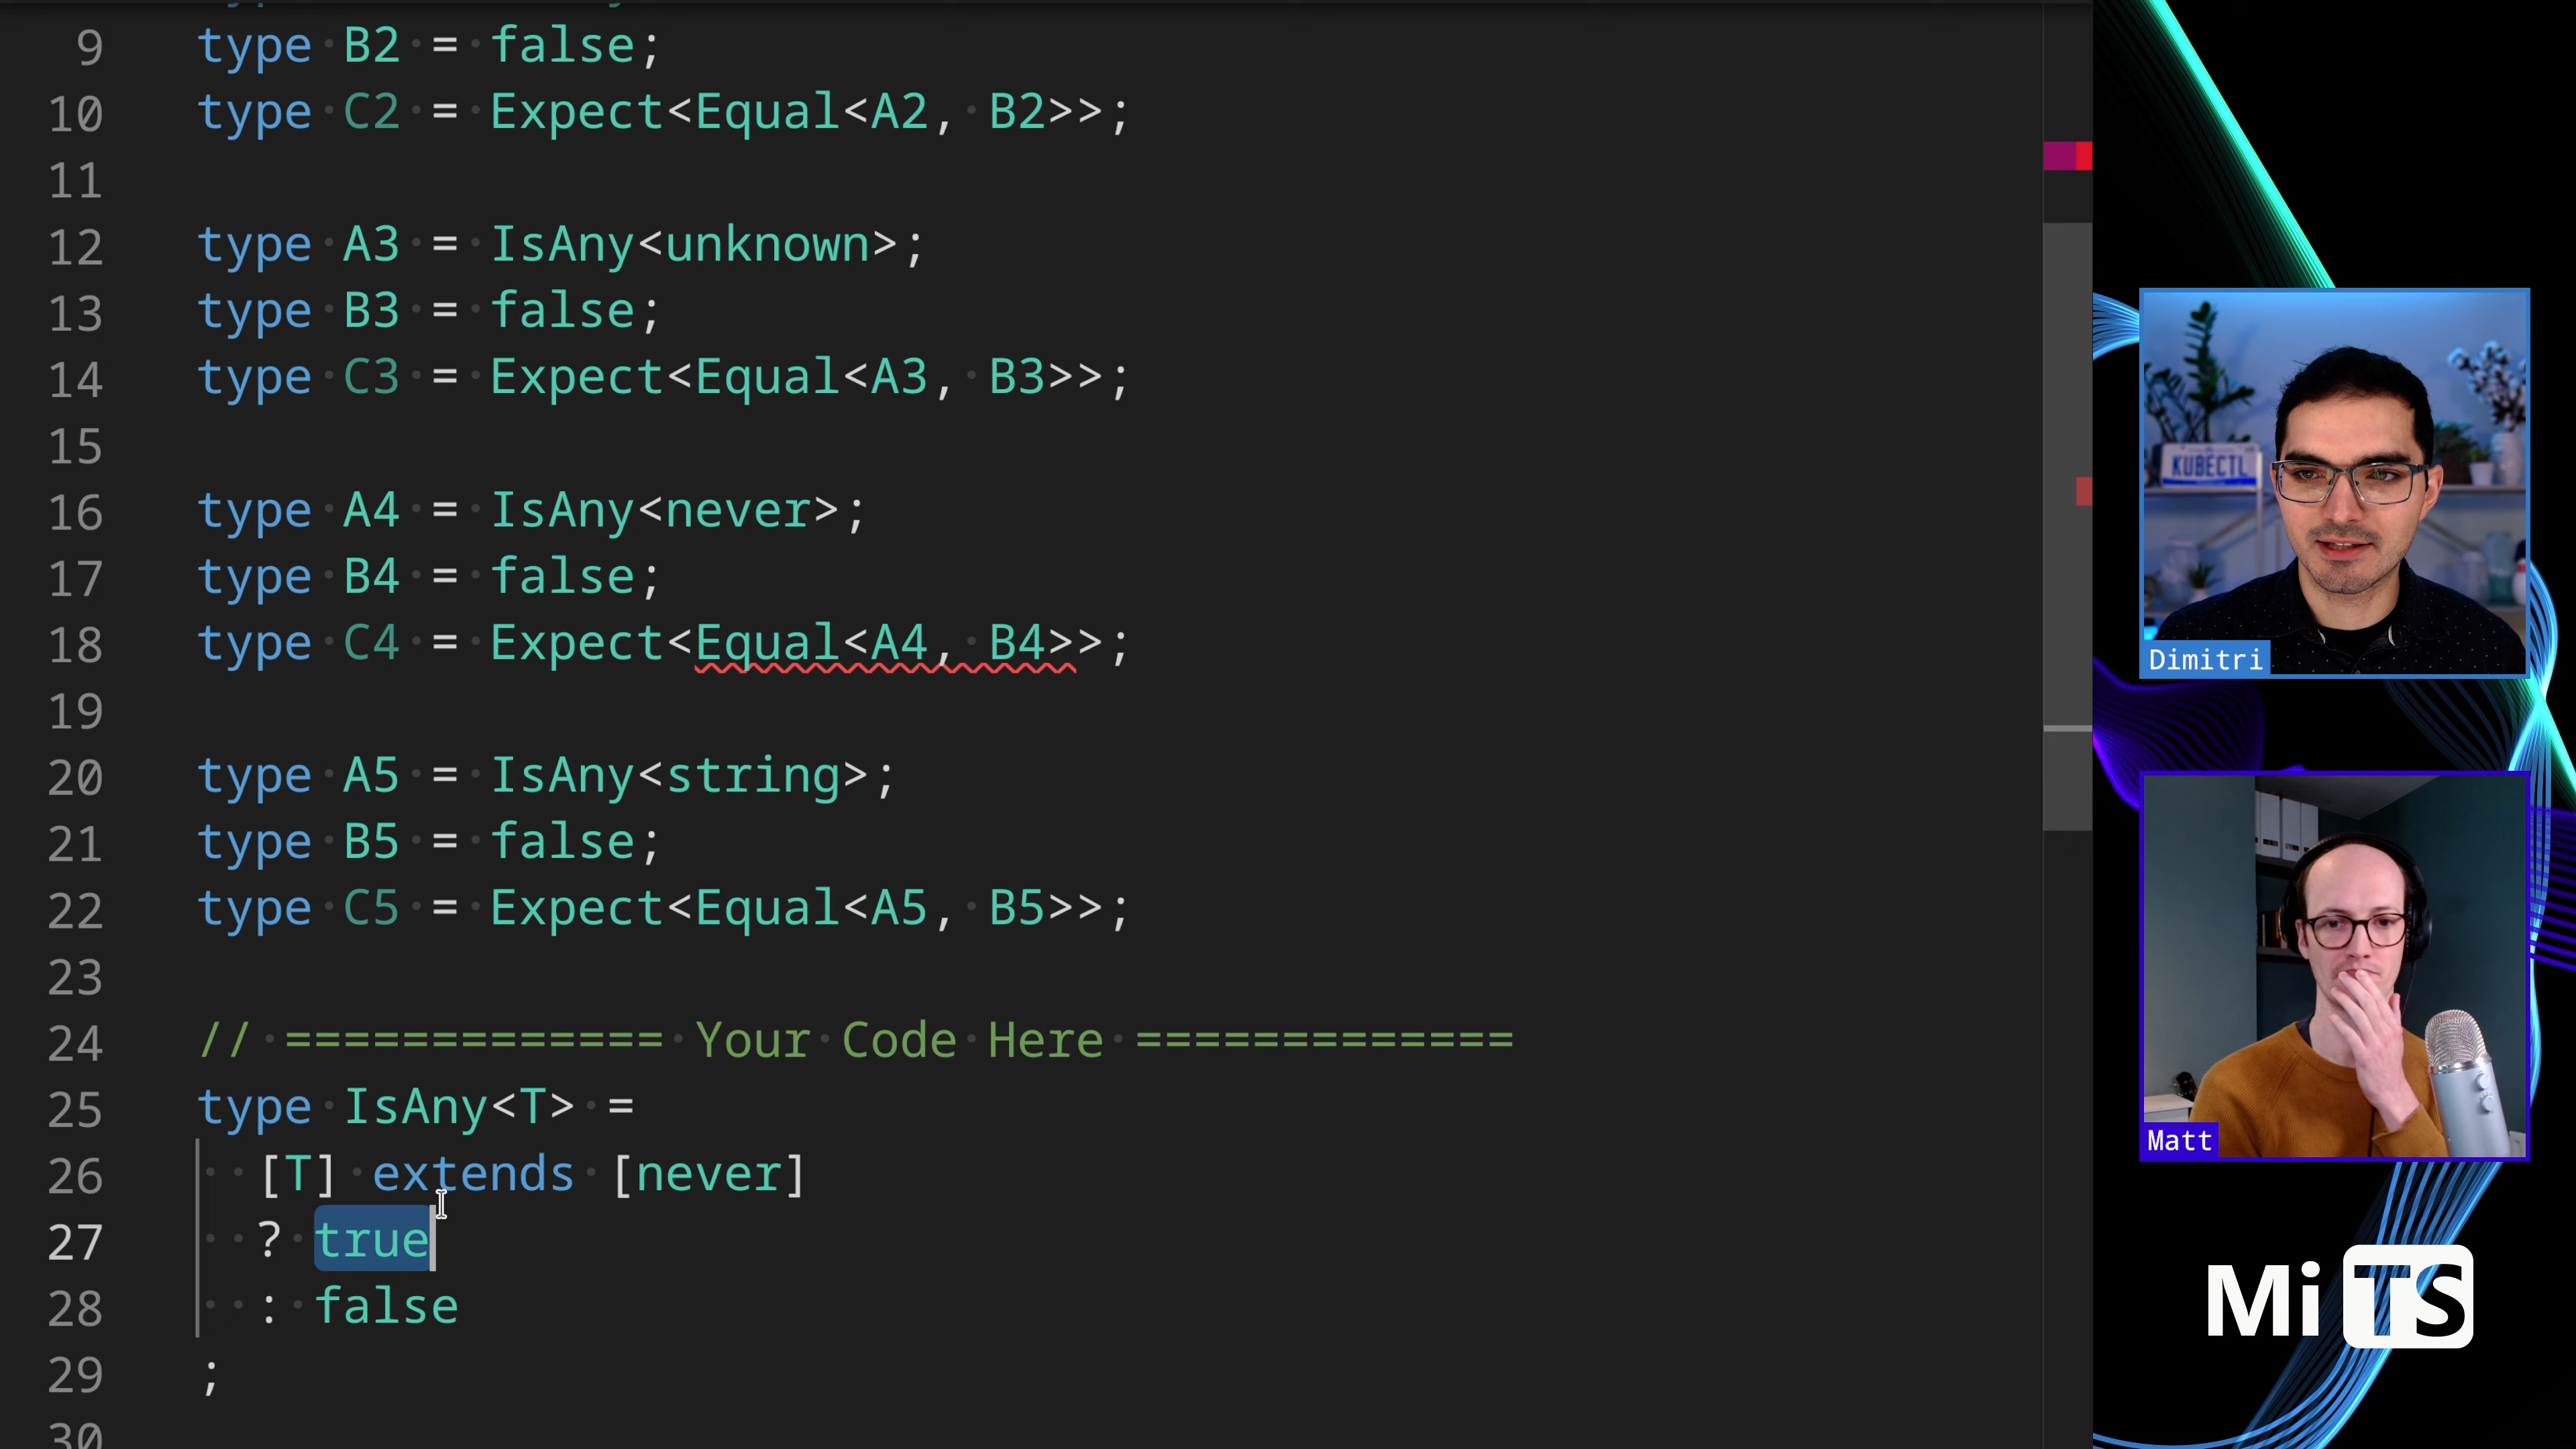 9 type B2 = false;
10 type C2 = Expect<Equal<A2, B2>>;
11
12 type A3 = IsAny<unknown>;
13 type B3 = false;
14 type C3 = Expect<Equal<A3, B3>>;
15
16 type A4 = IsAny<never>;
17 type B4 = false;
18 type C4 = Expect<Equal<A4, B4>>;
19
20 type A5 = IsAny<string>;
21 type B5 = false;
22 type C5 = Expect<Equal<A5, B5>>;
23
24 // ============= Your Code Here =============
25 type IsAny<T> =
26 [T] extends [never]
27 ? true
28 : false
29 ;
30
KUBECTL
Dimitri
Matt
Mi TS